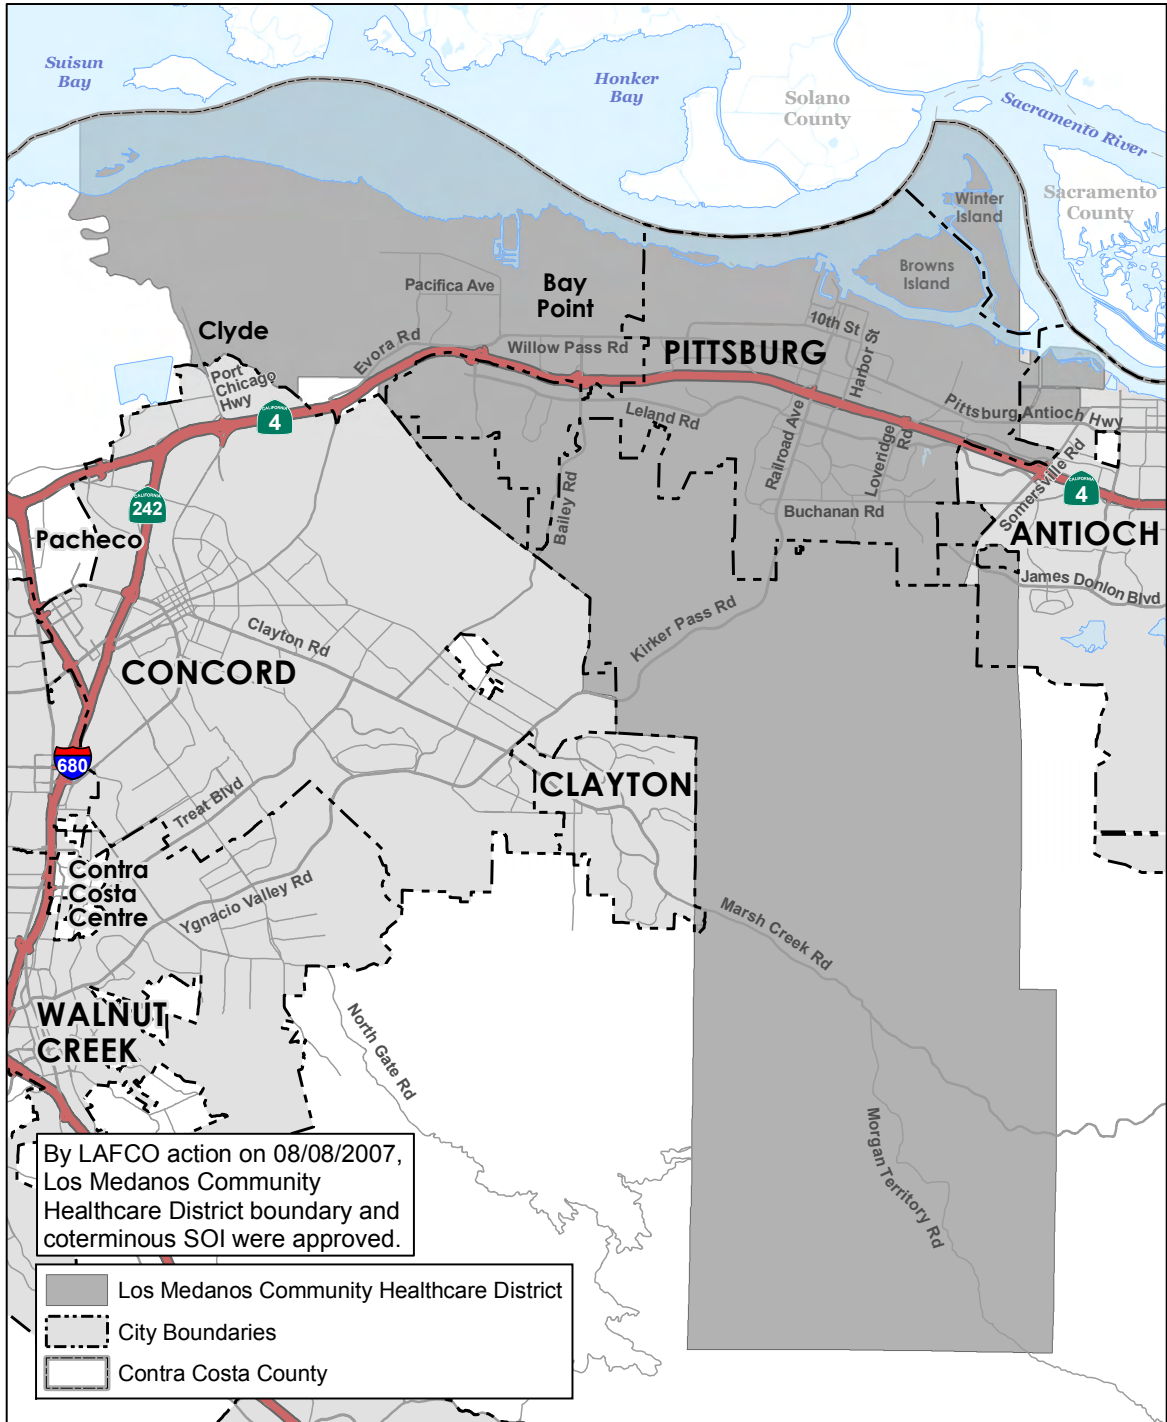 Suisun
Bay
Honker
Bay
Solano
County
Sacramento River
Sacramento
County
Winter
Island
Browns
Island
Pacifica Ave
Bay
Point
Clyde
Evora Rd
Willow Pass Rd
PITTSBURG
10th St
Harbor St
Port
Chicago
Hwy
CALIFORNIA
4
Leland Rd
Railroad Ave
Loveridge
Rd
Pittsburg Antioch Hwy
Somersville Rd
CALIFORNIA
4
CALIFORNIA
242
Pacheco
Bailey Rd
Buchanan Rd
ANTIOCH
James Donlon Blvd
Clayton Rd
Kirker Pass Rd
CONCORD
680
CLAYTON
Treat Blvd
Contra
Costa
Centre
Ygnacio Valley Rd
Marsh Creek Rd
WALNUT
CREEK
North Gate Rd
Morgan Territory Rd
By LAFCO action on 08/08/2007,
Los Medanos Community
Healthcare District boundary and
coterminous SOI were approved.
Los Medanos Community Healthcare District
City Boundaries
Contra Costa County